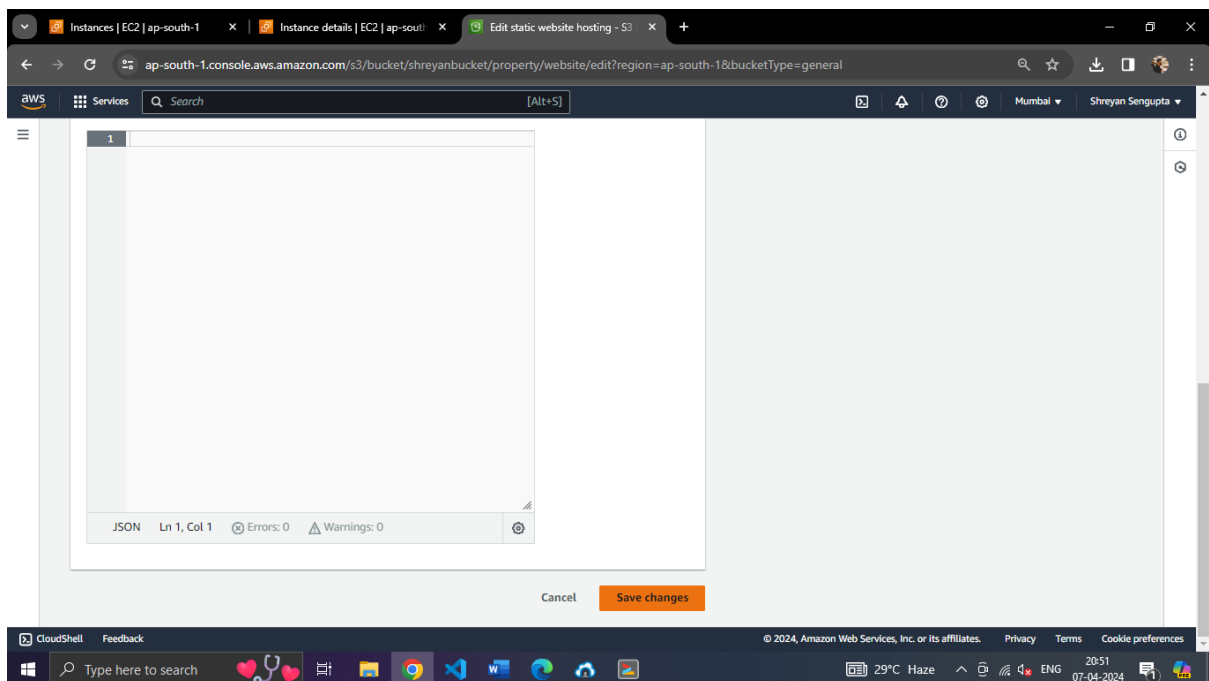 Instances | EC2 | ap-south-1
Instance details | EC2 | ap-south
Edit static website hosting - S3
ap-south-1.console.aws.amazon.com/s3/bucket/shreyanbucket/property/website/edit?region=ap-south-1&bucketType=general
aws
Services
Search
[Alt+S]
Mumbai
Shreyan Sengupta
1
JSON
Ln 1, Col 1
Errors: 0
Warnings: 0
Cancel
Save changes
CloudShell
Feedback
© 2024, Amazon Web Services, Inc. or its affiliates.
Privacy
Terms
Cookie preferences
Type here to search
29°C Haze
ENG
20:51
07-04-2024
1